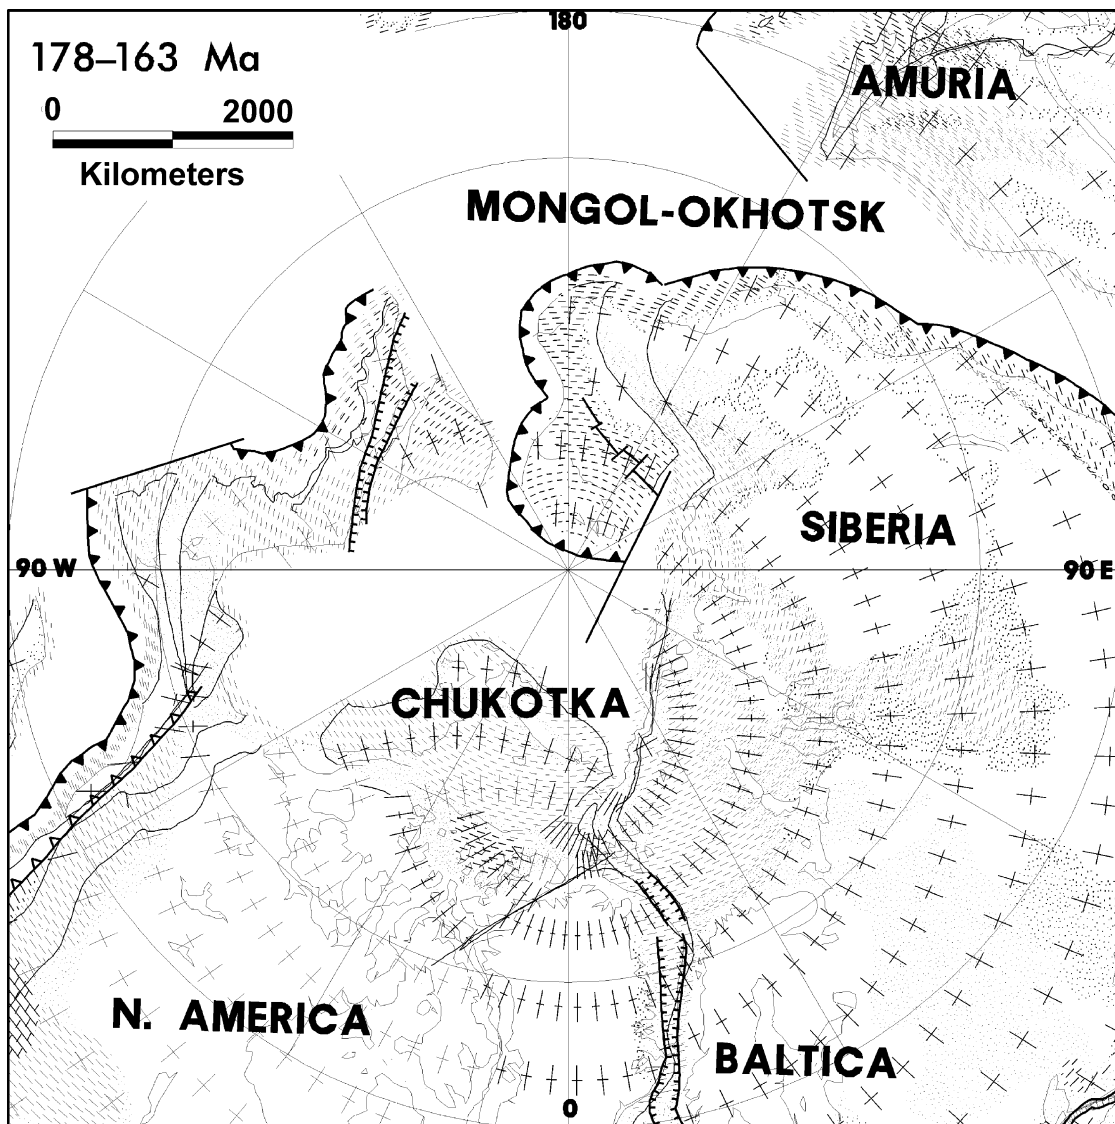 180
178–163 Ma
0 2000
Kilometers
AMURIA
MONGOL-OKHOTSK
SIBERIA
90 W
90 E
CHUKOTKA
N. AMERICA
BALTICA
0